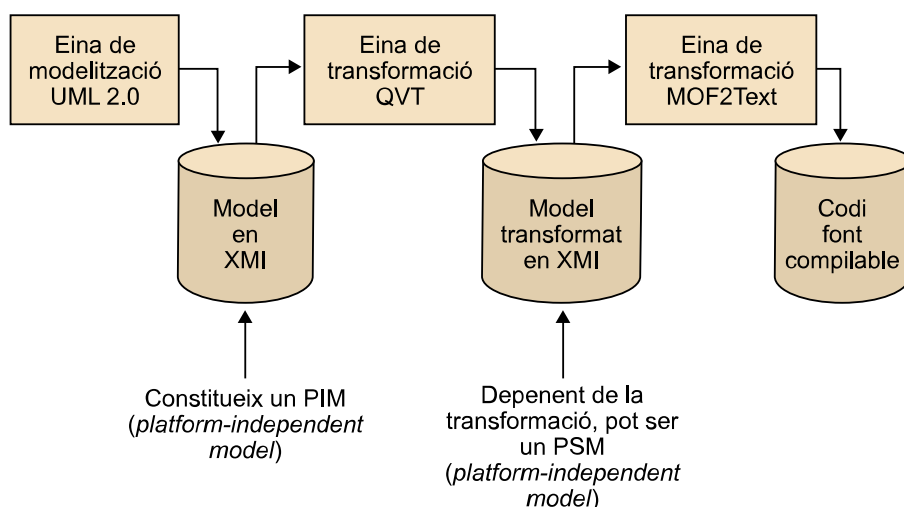 Eina de
modelització
UML 2.0
Eina de
transformació
QVT
Eina de
transformació
MOF2Text
Model
en
XMI
Model
transformat
en XMI
Codi
font
compilable
Constitueix un PIM
(platform-independent
model)
Depenent de la
transformació, pot ser
un PSM
(platform-independent
model)